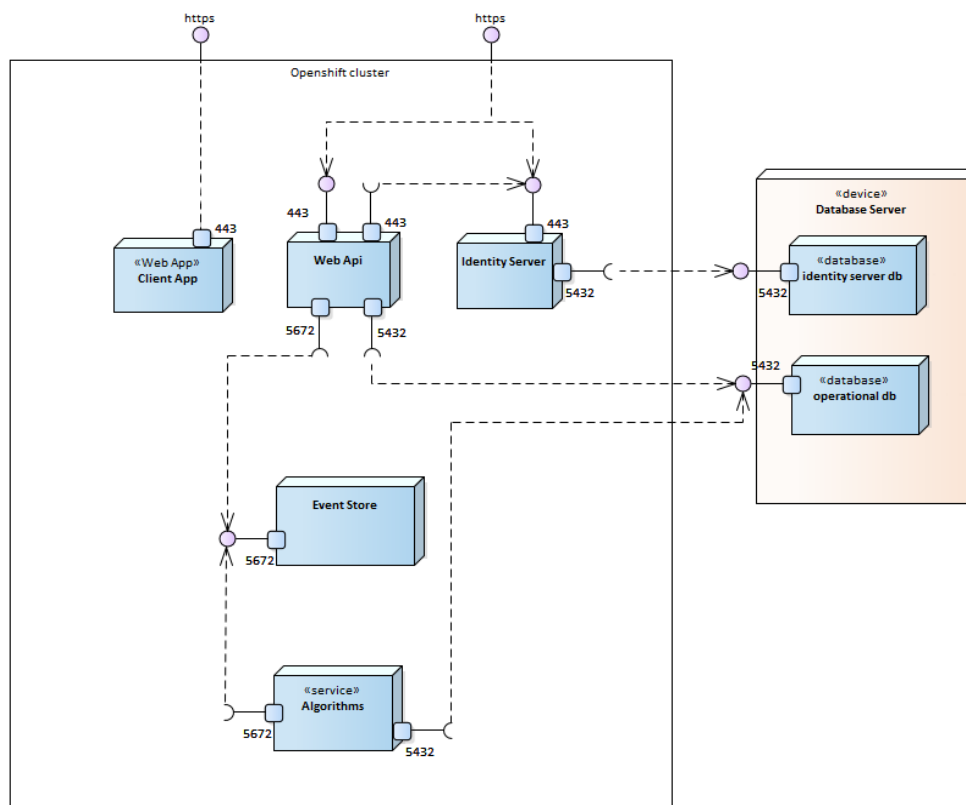 https
https
Openshift cluster
443
«Web App»
Client App
443
443
Web Api
5672
5432
443
Identity Server
5432
«device»
Database Server
«database»
identity server db
5432
5432
«database»
operational db
Event Store
5672
«service»
Algorithms
5672
5432